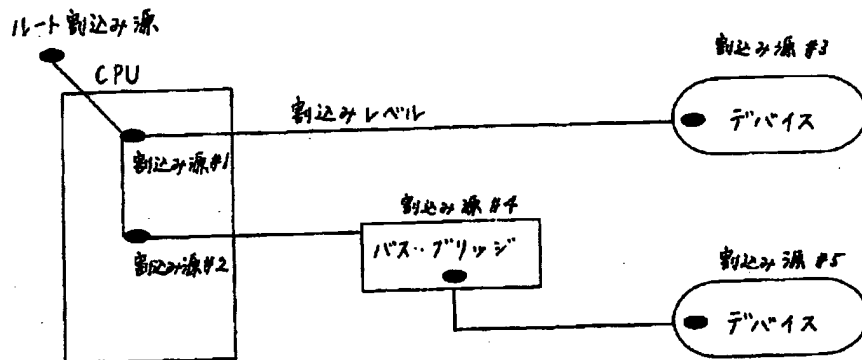 ルート割込み源
CPU
割込み源 #3
割込みレベル
デバイス
割込み源#1
割込み源 #4
割込み源#2
バス・ブリッジ
割込み源 #5
デバイス